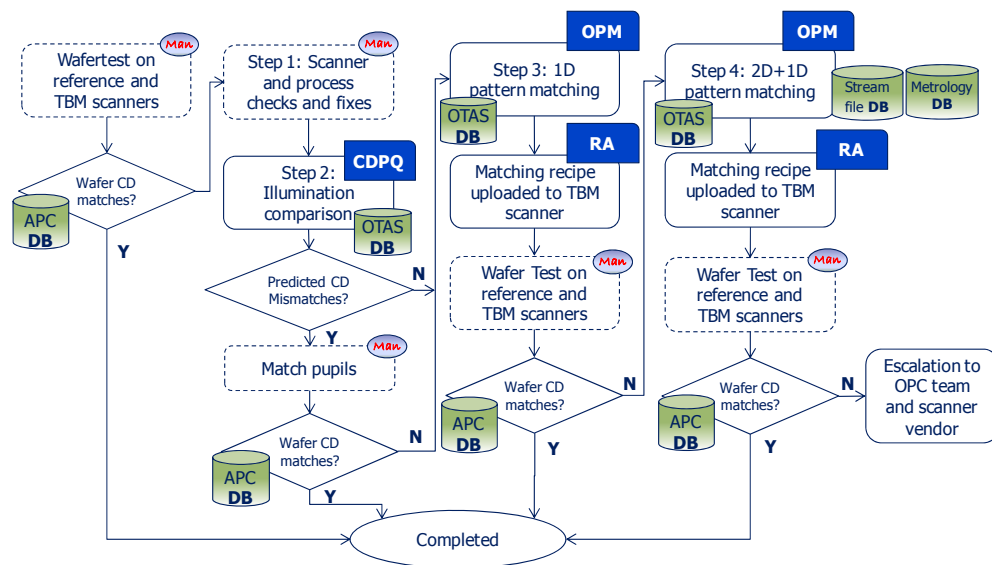 Man
Wafertest on
reference and
TBM scanners
Wafer CD
matches?
APC
DB
Y
Man
Step 1: Scanner
and process
checks and fixes
CDPQ
Step 2:
Illumination
comparison
OTAS
DB
Predicted CD
Mismatches?
N
Y
Man
Match pupils
Wafer CD
matches?
N
APC
DB
Y
OPM
Step 3: 1D
pattern matching
OTAS
DB
RA
Matching recipe
uploaded to TBM
scanner
Man
Wafer Test on
reference and
TBM scanners
Wafer CD
matches?
N
APC
DB
Y
OPM
Step 4: 2D+1D
pattern matching
Stream
file DB
Metrology
DB
OTAS
DB
RA
Matching recipe
uploaded to TBM
scanner
Man
Wafer Test on
reference and
TBM scanners
Wafer CD
matches?
N
APC
DB
Y
Escalation to
OPC team
and scanner
vendor
Completed